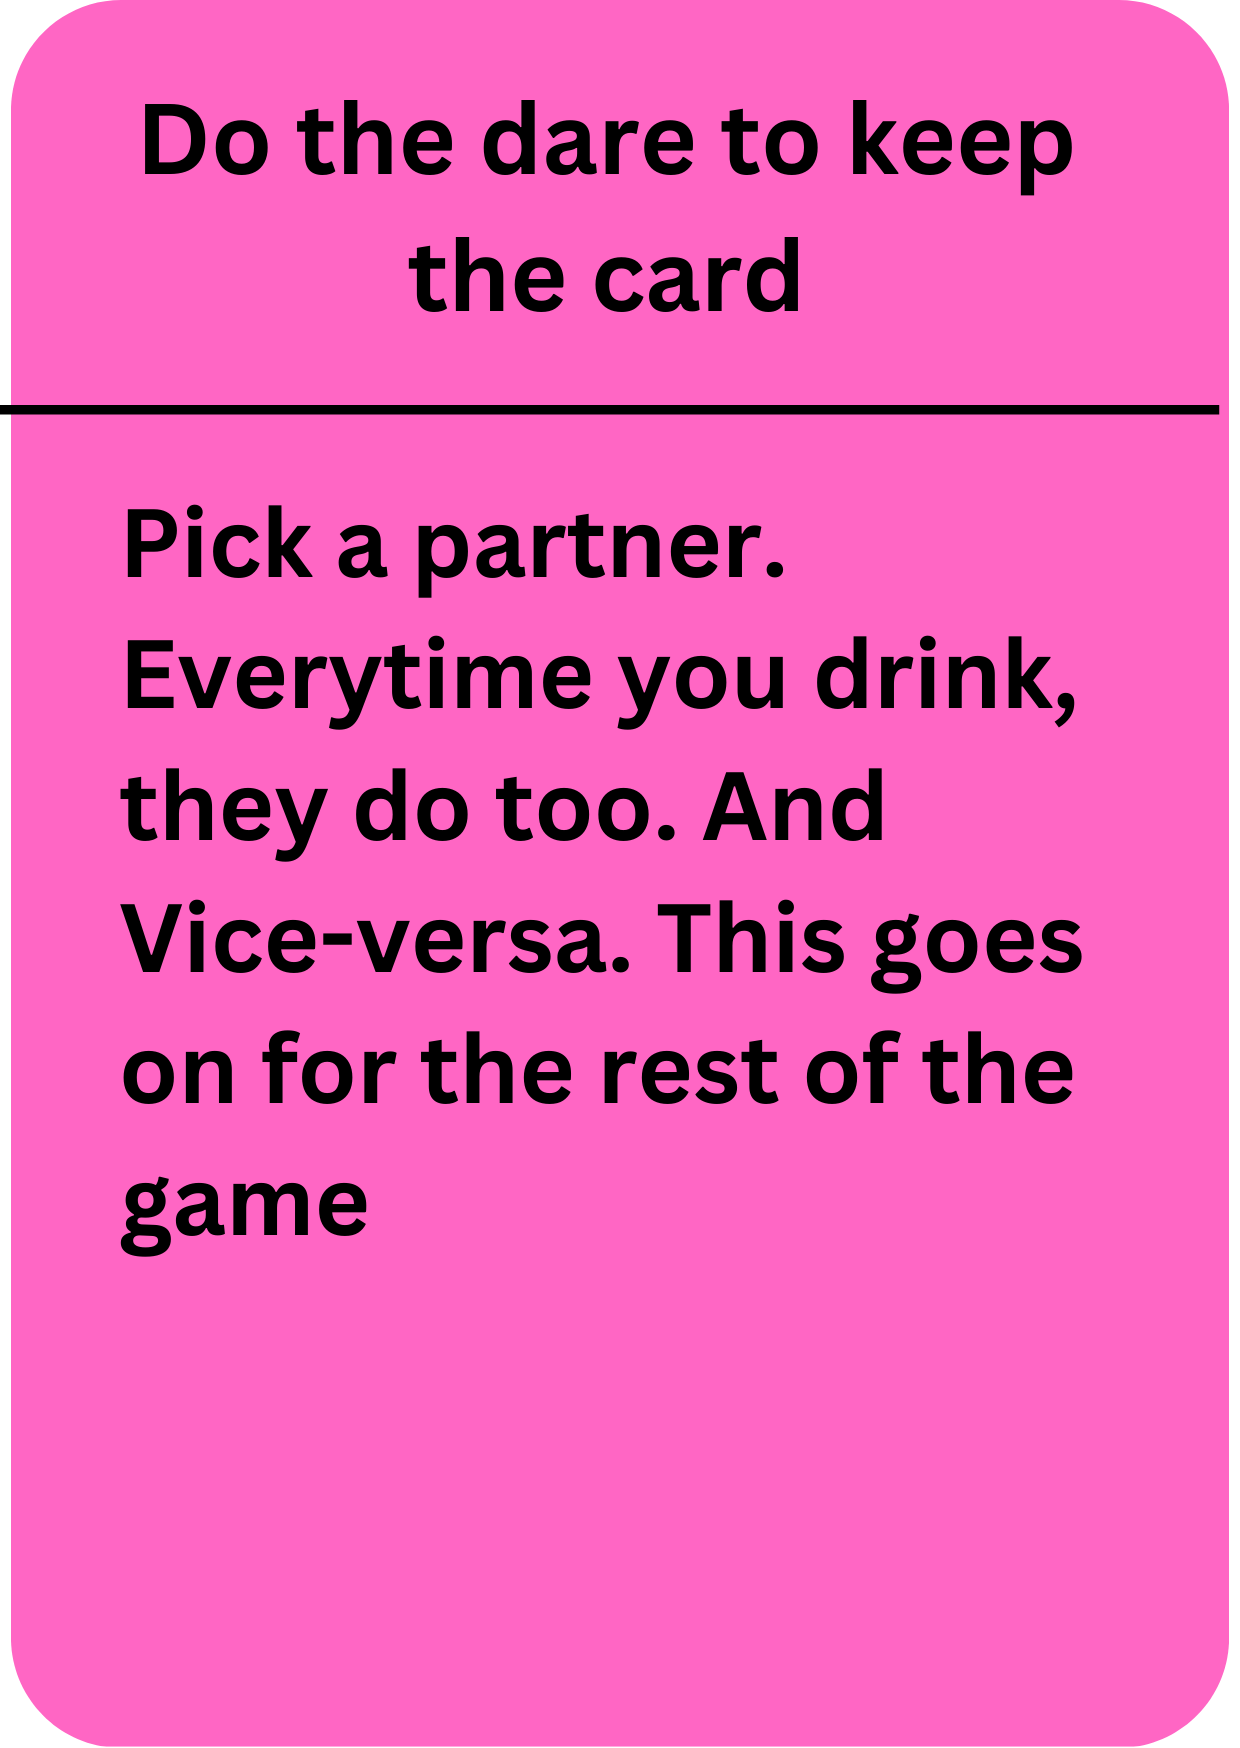 Do the dare to keep
the card
Pick a partner.
Everytime you drink,
they do too. And
Vice-versa. This goes
on for the rest of the
game